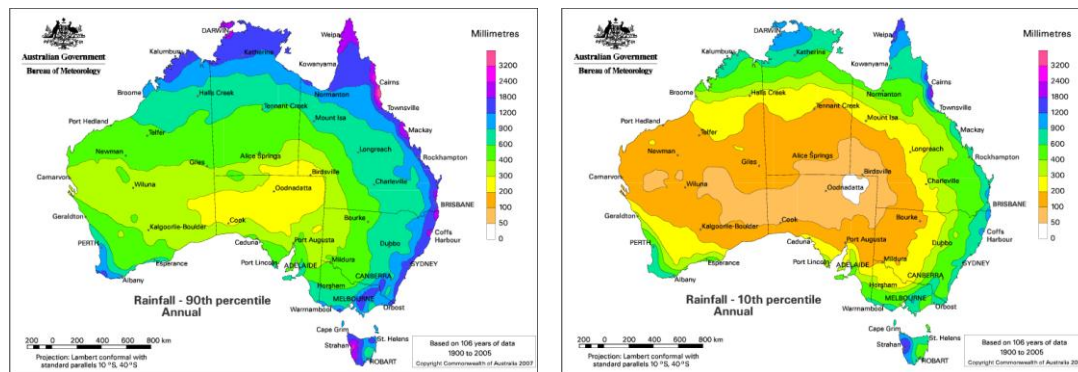 Australian Government
Bureau of Meteorology
DARWIN
Weipa
Kalumburu
Katherine
Kowanyama
Cairns
Broome
Halls Creek
Normanton
Townsville
Tennant Creek
Mount Isa
Mackay
Port Hedland
Telfer
Longreach
Rockhampton
Newman
Giles
Alice Springs
Birdsville
Carnarvon
Wiluna
Oodnadatta
Charleville
BRISBANE
Geraldton
Cook
Bourke
Coffs
Harbour
Kalgoorlie-Boulder
Ceduna
Port Augusta
Dubbo
PERTH
Esperance
Port Lincoln
ADELAIDE
Mildura
SYDNEY
Albany
CANBERRA
Horsham
MELBOURNE
Orbost
Warrnambool
Cape Grim
St. Helens
Strahan
HOBART
Millimetres
3200
2400
1800
1200
900
600
400
300
200
100
50
0
Rainfall - 90th percentile
Annual
200 0 200 400 600 800 km
Projection: Lambert conformal with
standard parallels 10 °S, 40 °S
Based on 106 years of data
1900 to 2005
Copyright Commonwealth of Australia 2007
Australian Government
Bureau of Meteorology
DARWIN
Weipa
Kalumburu
Katherine
Kowanyama
Cairns
Broome
Halls Creek
Normanton
Townsville
Tennant Creek
Mount Isa
Mackay
Port Hedland
Telfer
Longreach
Rockhampton
Newman
Giles
Alice Springs
Birdsville
Carnarvon
Wiluna
Oodnadatta
Charleville
BRISBANE
Geraldton
Cook
Bourke
Coffs
Harbour
Kalgoorlie-Boulder
Ceduna
Port Augusta
Dubbo
PERTH
Esperance
Port Lincoln
ADELAIDE
Mildura
SYDNEY
Albany
CANBERRA
Horsham
MELBOURNE
Orbost
Warrnambool
Cape Grim
St. Helens
Strahan
HOBART
Millimetres
3200
2400
1800
1200
900
600
400
300
200
100
50
0
Rainfall - 10th percentile
Annual
200 0 200 400 600 800 km
Projection: Lambert conformal with
standard parallels 10 °S, 40 °S
Based on 106 years of data
1900 to 2005
Copyright Commonwealth of Australia